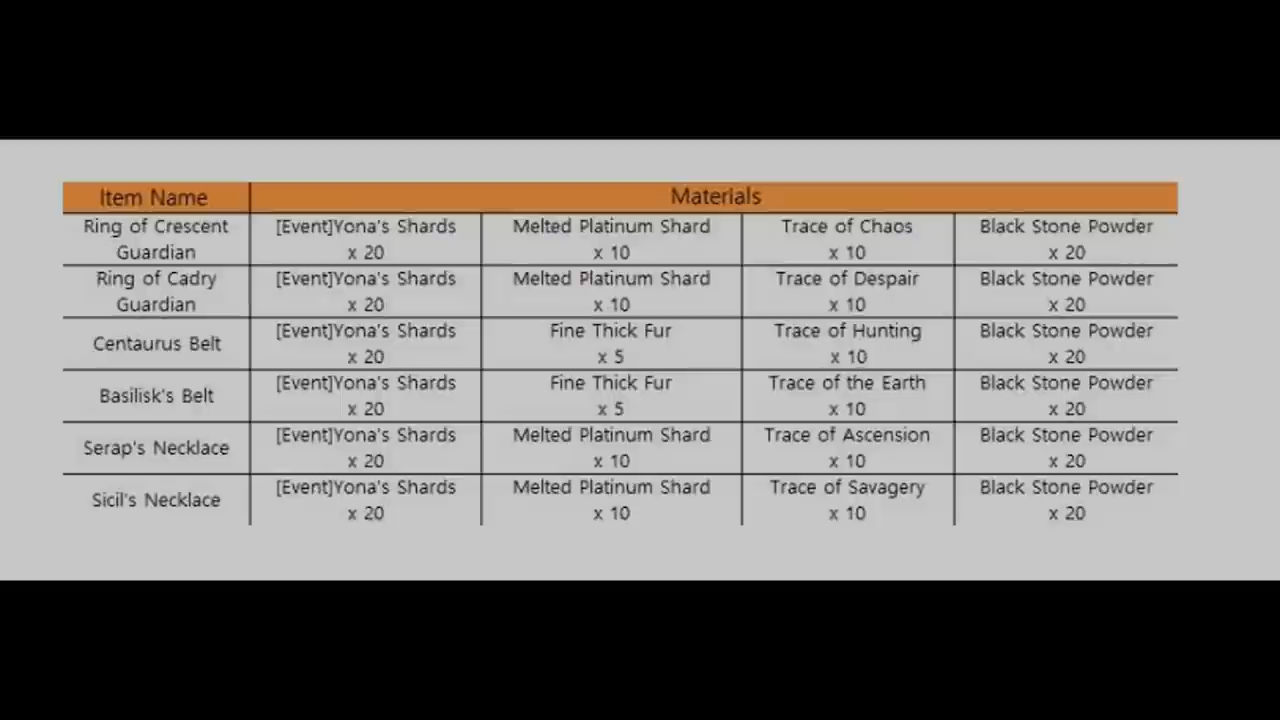 Item Name Materials
Ring of Crescent Guardian [Event]Yona's Shards x 20 Melted Platinum Shard x 10 Trace of Chaos x 10 Black Stone Powder x 20
Ring of Cadry Guardian [Event]Yona's Shards x 20 Melted Platinum Shard x 10 Trace of Despair x 10 Black Stone Powder x 20
Centaurus Belt [Event]Yona's Shards x 20 Fine Thick Fur x 5 Trace of Hunting x 10 Black Stone Powder x 20
Basilisk's Belt [Event]Yona's Shards x 20 Fine Thick Fur x 5 Trace of the Earth x 10 Black Stone Powder x 20
Serap's Necklace [Event]Yona's Shards x 20 Melted Platinum Shard x 10 Trace of Ascension x 10 Black Stone Powder x 20
Sicil's Necklace [Event]Yona's Shards x 20 Melted Platinum Shard x 10 Trace of Savagery x 10 Black Stone Powder x 20